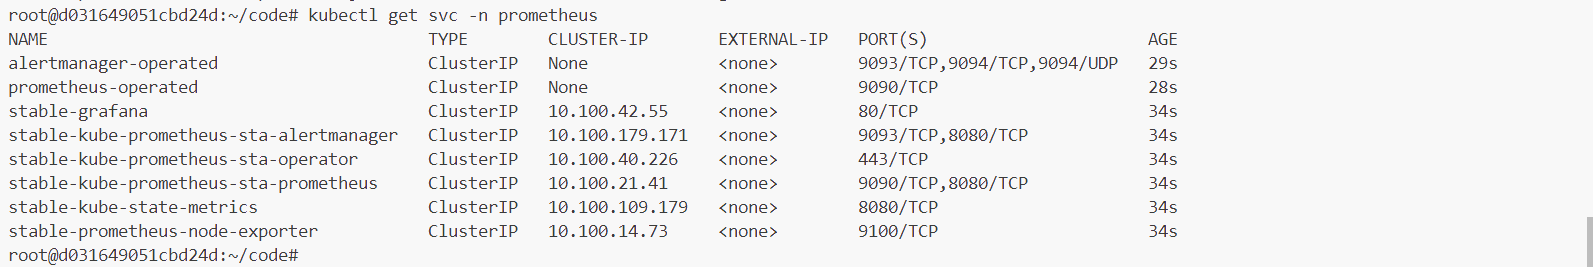 root@d031649051cbd24d:~/code# kubectl get svc -n prometheus
NAME TYPE CLUSTER-IP EXTERNAL-IP PORT(S) AGE
alertmanager-operated ClusterIP None <none> 9093/TCP,9094/TCP,9094/UDP 29s
prometheus-operated ClusterIP None <none> 9090/TCP 28s
stable-grafana ClusterIP 10.100.42.55 <none> 80/TCP 34s
stable-kube-prometheus-sta-alertmanager ClusterIP 10.100.179.171 <none> 9093/TCP,8080/TCP 34s
stable-kube-prometheus-sta-operator ClusterIP 10.100.40.226 <none> 443/TCP 34s
stable-kube-prometheus-sta-prometheus ClusterIP 10.100.21.41 <none> 9090/TCP,8080/TCP 34s
stable-kube-state-metrics ClusterIP 10.100.109.179 <none> 8080/TCP 34s
stable-prometheus-node-exporter ClusterIP 10.100.14.73 <none> 9100/TCP 34s
root@d031649051cbd24d:~/code#